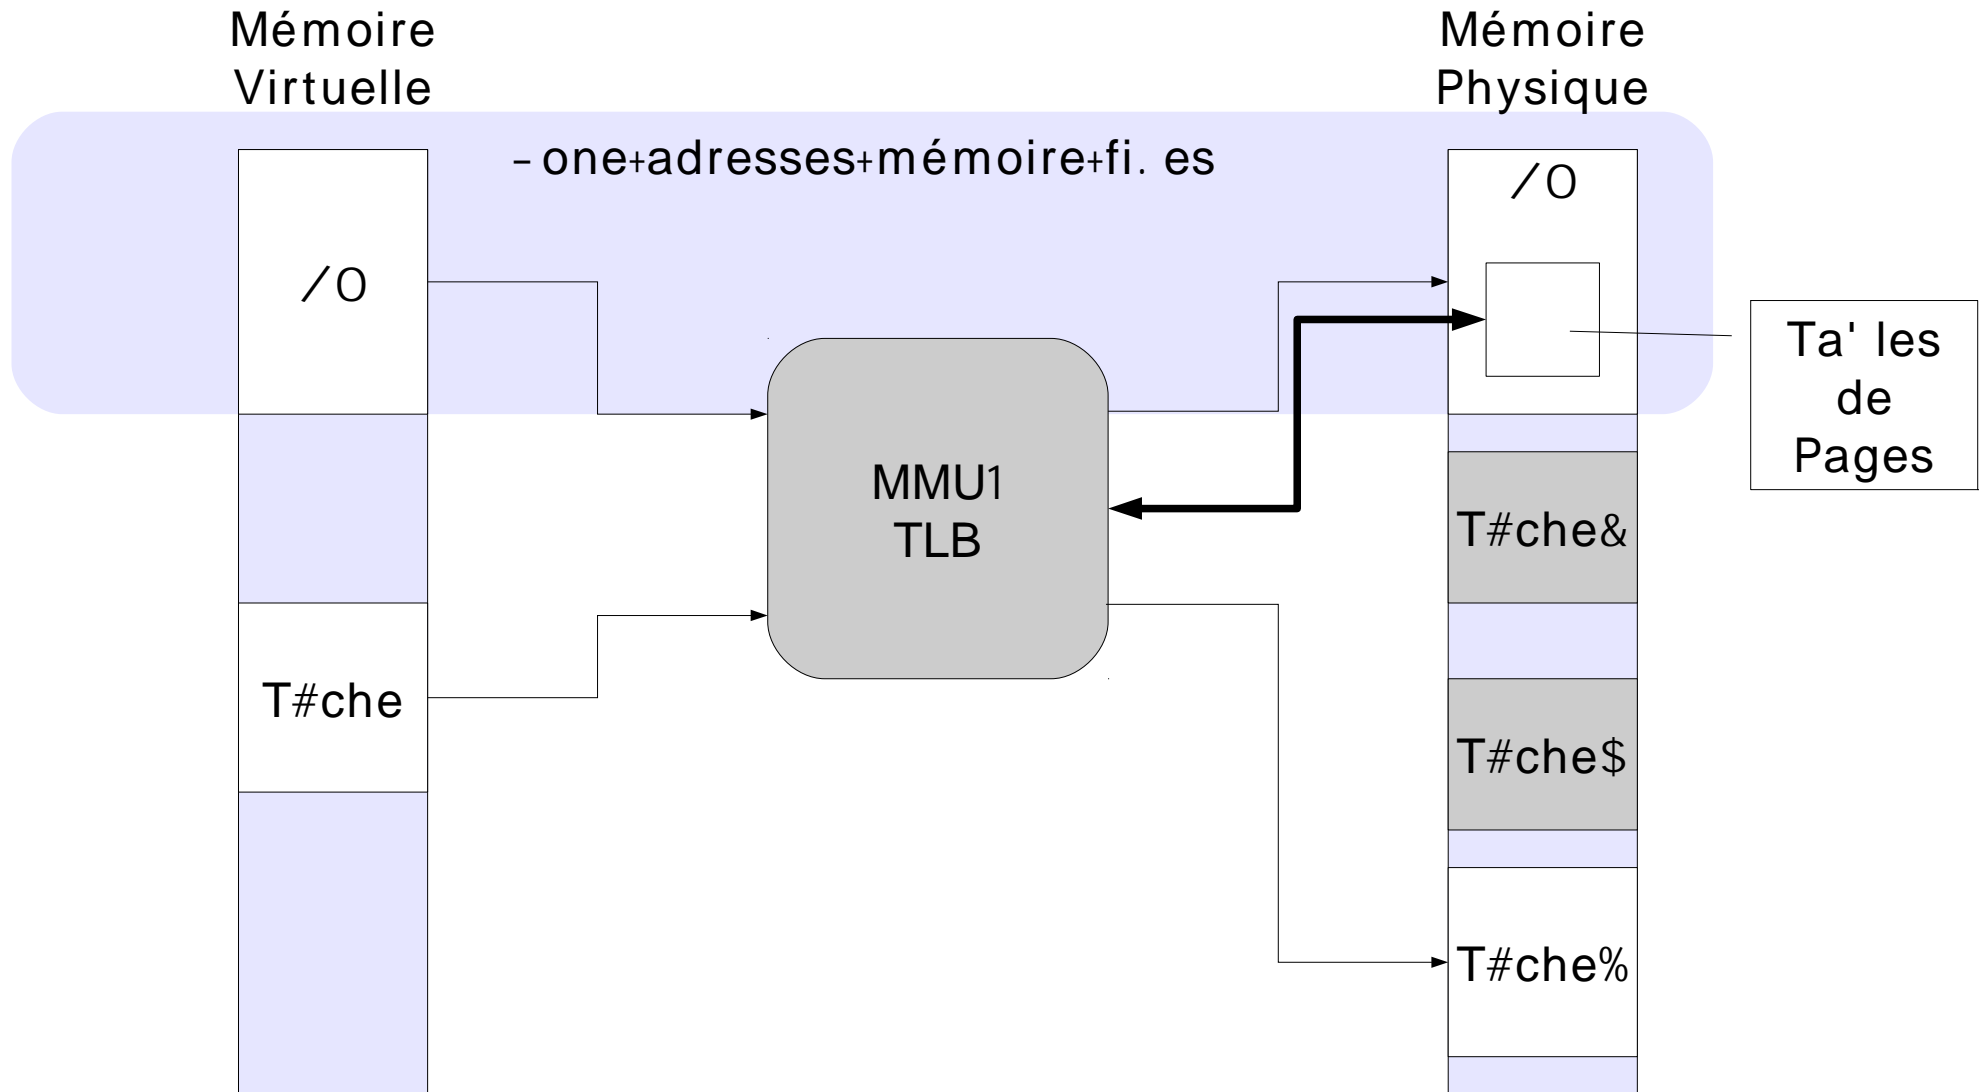 Mémoire
Virtuelle
Mémoire
Physique
-one+adresses+mémoire+fi. es
/O
/O
Ta' les
de
Pages
MMU1
TLB
T#che&
T#che
T#che$
T#che%